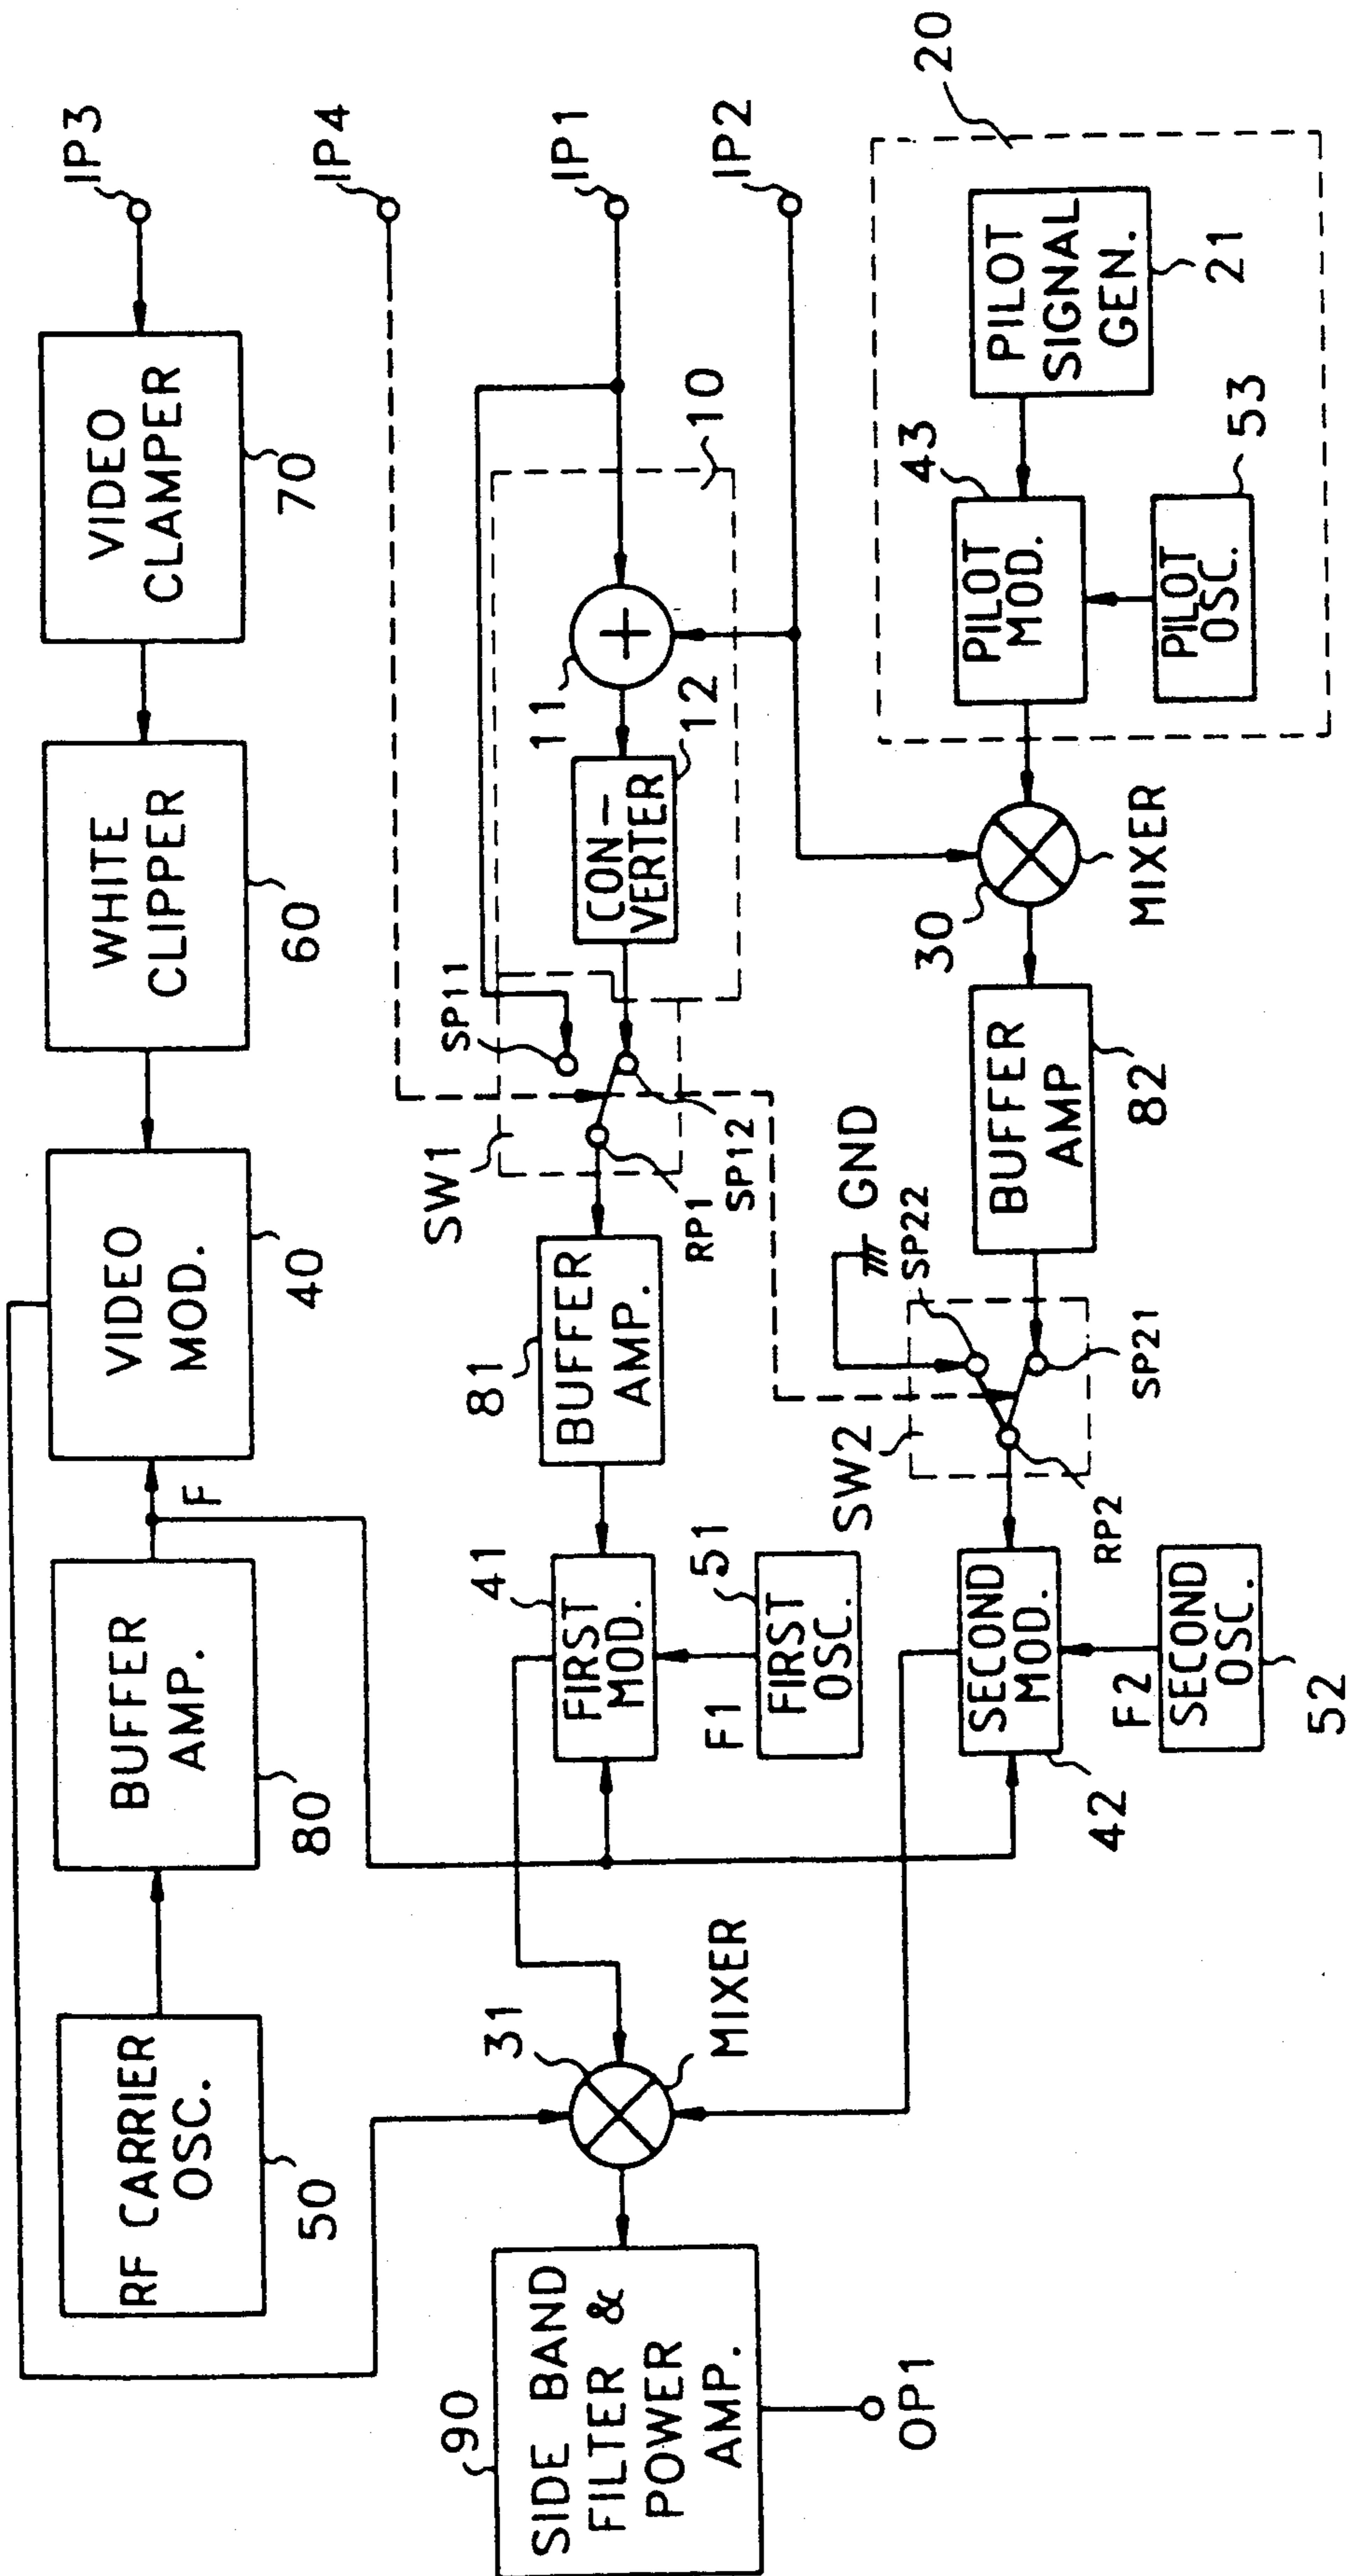 IP3
IP4
IP1
IP2
20
VIDEO
CLAMPER
70
WHITE
CLIPPER
60
VIDEO
MOD.
40
F
BUFFER
AMP.
80
RF CARRIER
OSC.
50
10
11
+
12
CON-
VERTER
SP11
SW1
RP1
SP12
BUFFER
AMP.
81
41
FIRST
MOD.
51
FIRST
OSC.
F1
31
MIXER
90
SIDE BAND
FILTER &
POWER
AMP.
OP1
PILOT
SIGNAL
GEN.
21
43
PILOT
MOD.
53
PILOT
OSC.
30
MIXER
BUFFER
AMP
82
GND
SP22
SW2
SP21
RP2
SECOND
MOD.
42
F2
SECOND
OSC.
52